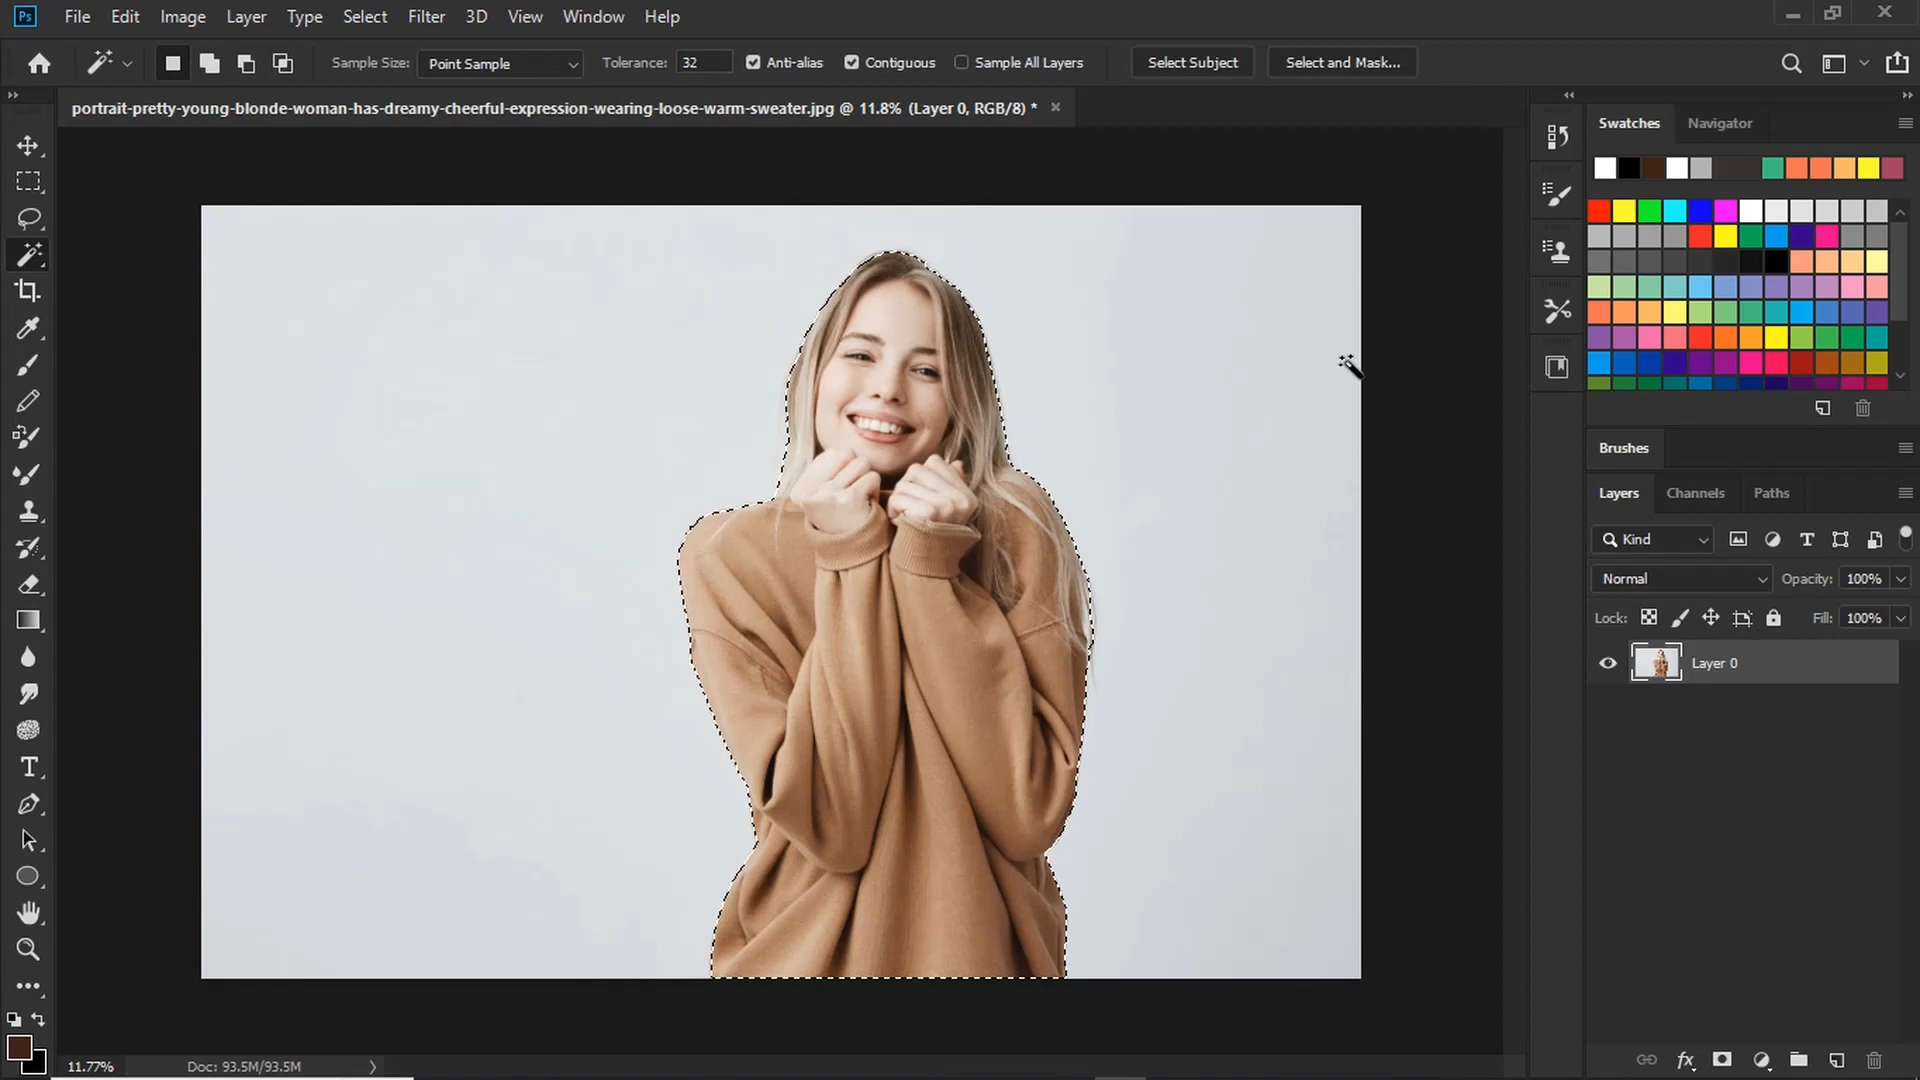 Ps File Edit Image Layer Type Select Filter 3D View Window Help
Sample Size: Point Sample Tolerance: 32 Anti-alias Contiguous Sample All Layers Select Subject Select and Mask...
portrait-pretty-young-blonde-woman-has-dreamy-cheerful-expression-wearing-loose-warm-sweater.jpg @ 11.8% (Layer 0, RGB/8) *
Swatches Navigator
Brushes
Layers Channels Paths
Kind
Normal Opacity: 100%
Lock: Fill: 100%
Layer 0
11.77% Doc: 93.5M/93.5M